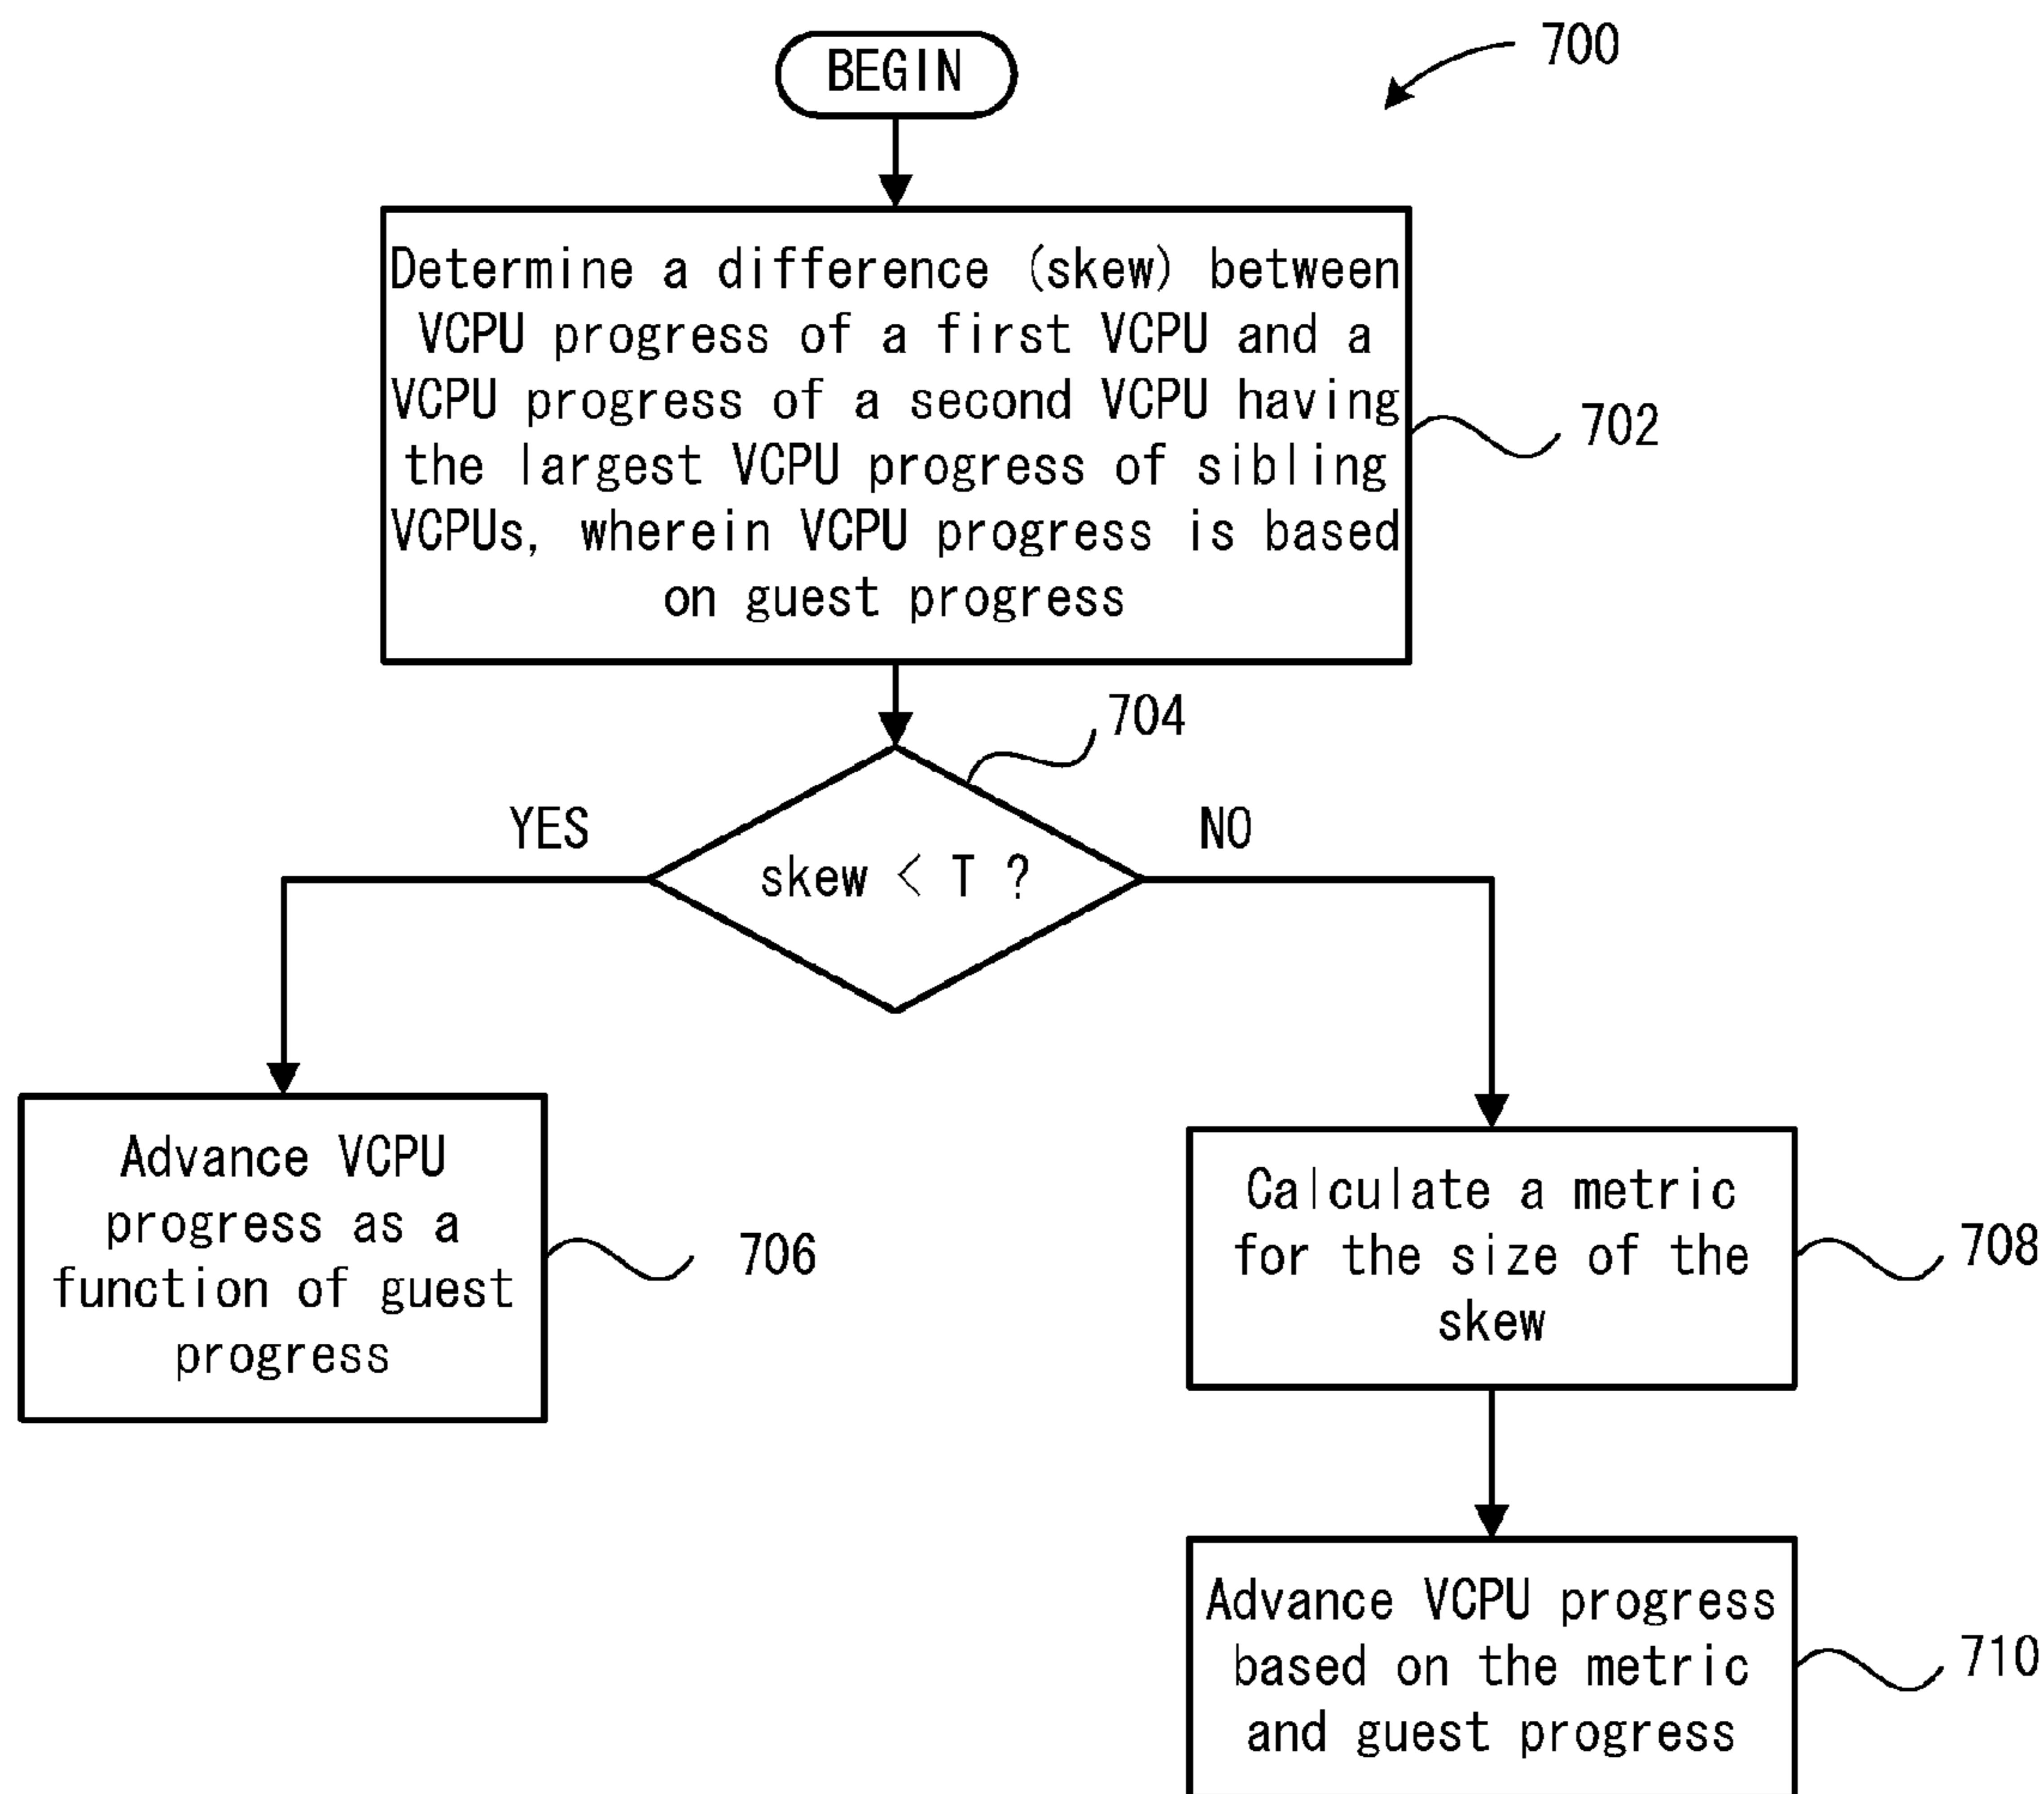 BEGIN
700
Determine a difference (skew) between
VCPU progress of a first VCPU and a
VCPU progress of a second VCPU having
the largest VCPU progress of sibling
VCPUs, wherein VCPU progress is based
on guest progress
702
704
YES
NO
skew < T ?
Advance VCPU
progress as a
function of guest
progress
706
Calculate a metric
for the size of the
skew
708
Advance VCPU progress
based on the metric
and guest progress
710